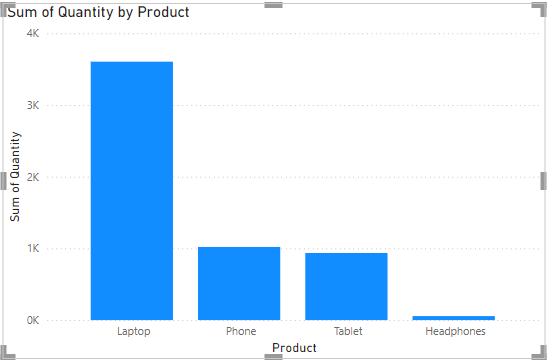 Sum of Quantity by Product
4K
3K
2K
1K
0K
Sum of Quantity
Laptop
Phone
Tablet
Headphones
Product